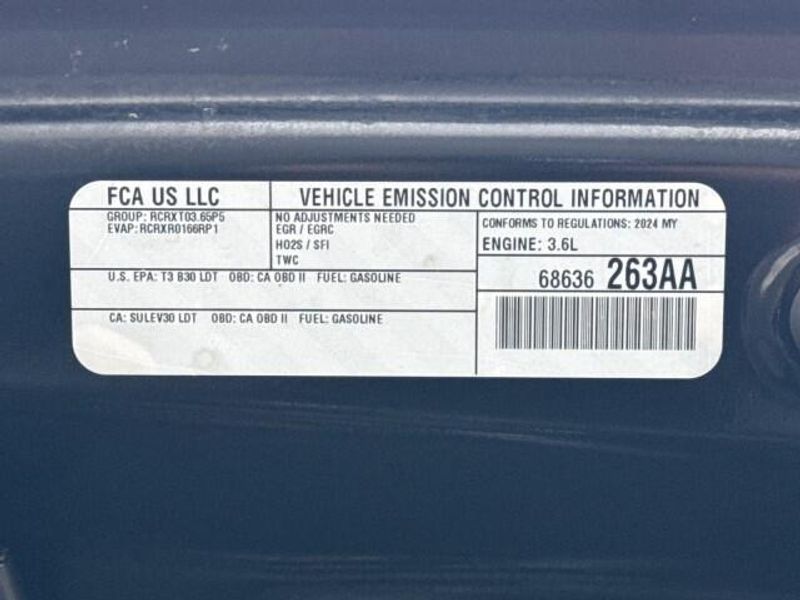 FCA US LLC
VEHICLE EMISSION CONTROL INFORMATION
GROUP: RCRXT03.65P5
EVAP: RCRXR0166RP1
NO ADJUSTMENTS NEEDED
EGR / EGRC
HO2S / SFI
TWC
CONFORMS TO REGULATIONS: 2024 MY
ENGINE: 3.6L
U.S. EPA: T3 B30 LDT OBD: CA OBD II FUEL: GASOLINE
68636 263AA
CA: SULEV30 LDT OBD: CA OBD II FUEL: GASOLINE